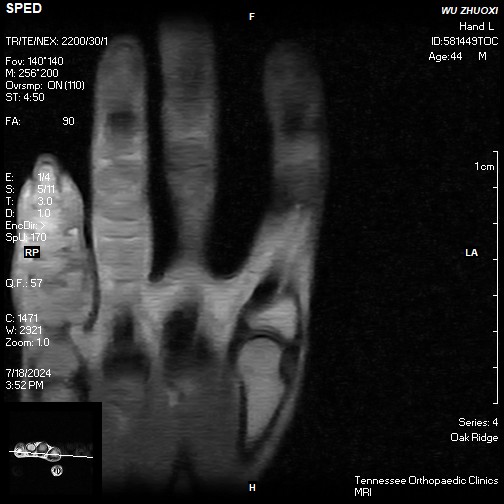 SPED
F
WU ZHUOXI
Hand L
ID:581449TOC
Age:44 M
TR/TE/NEX: 2200/30/1
Fov: 140*140
M: 256*200
Ovrsmp: ON (110)
ST: 4:50
FA: 90
1cm
E: 1/4
S: 5/11
T: 3.0
D: 1.0
EncDir: X
SpU: 170
RP
LA
Q.F.: 57
C: 1471
W: 2921
Zoom: 1.0
7/18/2024
3:52 PM
Series: 4
Oak Ridge
H
Tennessee Orthopaedic Clinics
MRI